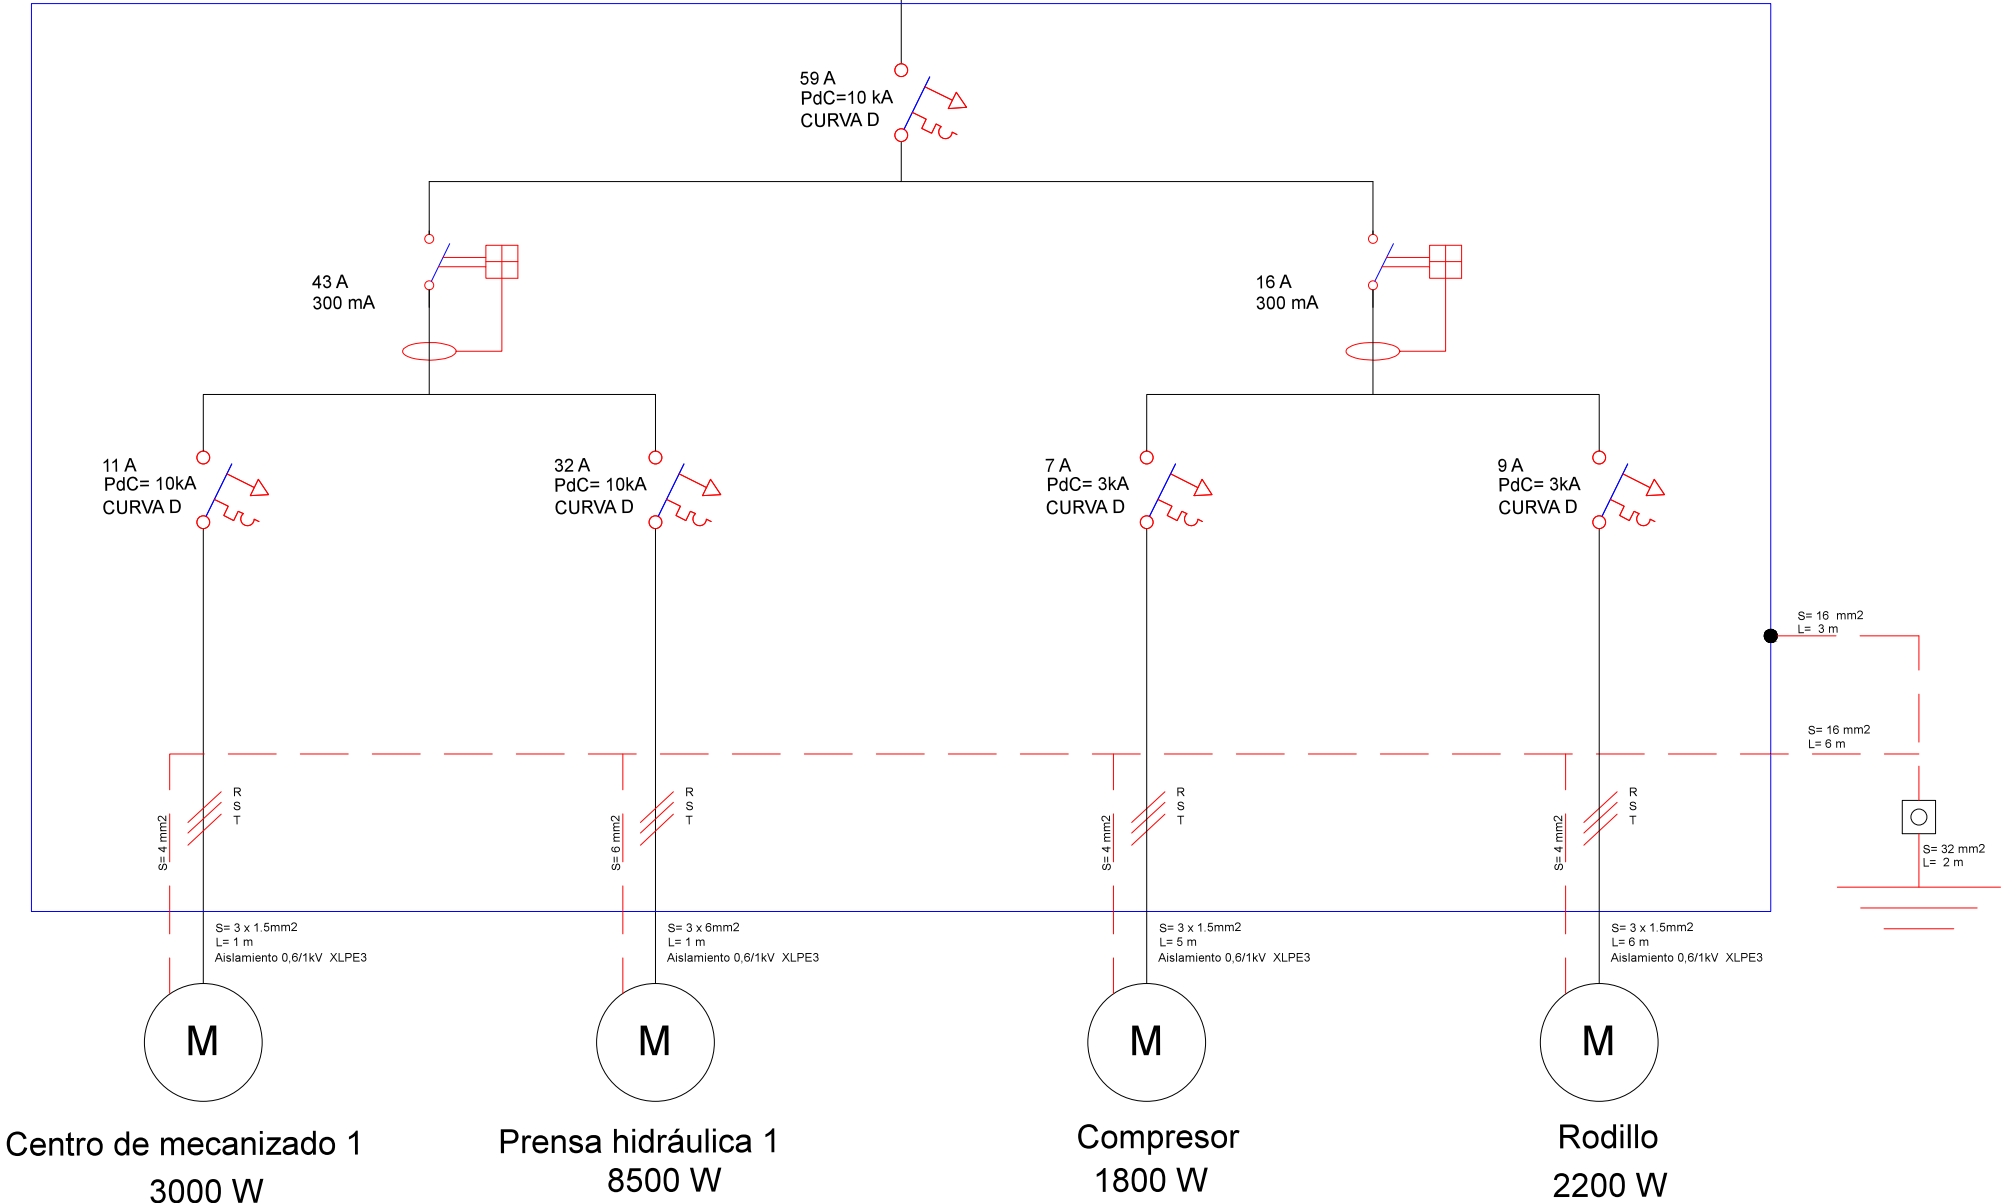 59 A
PdC=10 kA
CURVA D
43 A
300 mA
16 A
300 mA
11 A
PdC= 10kA
CURVA D
32 A
PdC= 10kA
CURVA D
7 A
PdC= 3kA
CURVA D
9 A
PdC= 3kA
CURVA D
S= 16 mm2
L= 3 m
S= 16 mm2
L= 6 m
S= 4 mm2
R
S
T
S= 6 mm2
R
S
T
S= 4 mm2
R
S
T
S= 4 mm2
R
S
T
S= 32 mm2
L= 2 m
S= 3 x 1.5mm2
L= 1 m
Aislamiento 0,6/1kV XLPE3
S= 3 x 6mm2
L= 1 m
Aislamiento 0,6/1kV XLPE3
S= 3 x 1.5mm2
L= 5 m
Aislamiento 0,6/1kV XLPE3
S= 3 x 1.5mm2
L= 6 m
Aislamiento 0,6/1kV XLPE3
M
M
M
M
Centro de mecanizado 1
3000 W
Prensa hidráulica 1
8500 W
Compresor
1800 W
Rodillo
2200 W